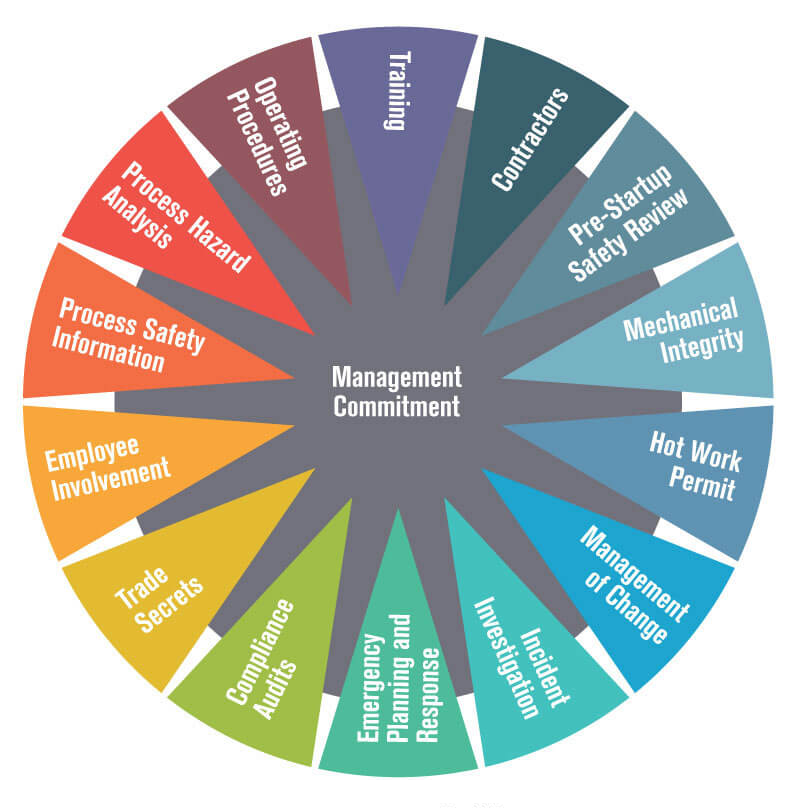 Training
Contractors
Pre-Startup
Safety Review
Mechanical
Integrity
Hot Work
Permit
Management
of Change
Incident
Investigation
Emergency
Planning and
Response
Compliance
Audits
Trade
Secrets
Employee
Involvement
Process Safety
Information
Process Hazard
Analysis
Operating
Procedures
Management
Commitment